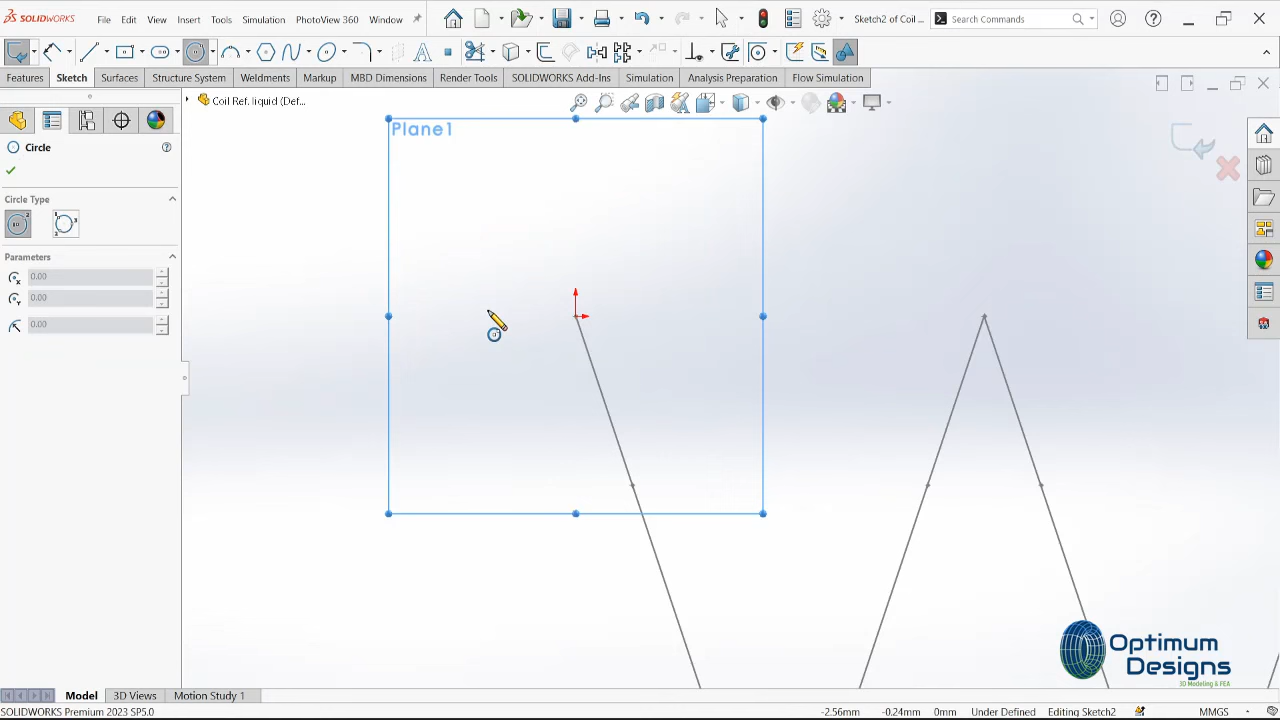 SOLIDWORKS File Edit View Insert Tools Simulation PhotoView 360 Window Sketch2 of Coil ... Search Commands
Features Sketch Surfaces Structure System Weldments Markup MBD Dimensions Render Tools SOLIDWORKS Add-Ins Simulation Analysis Preparation Flow Simulation
Coil Ref. liquid (Def...
Circle
Circle Type
Parameters
0.00
0.00
0.00
Plane1
Optimum
Designs
3D Modeling & FEA
Model 3D Views Motion Study 1
SOLIDWORKS Premium 2023 SP5.0 -2.56mm -0.24mm 0mm Under Defined Editing Sketch2 MMGS